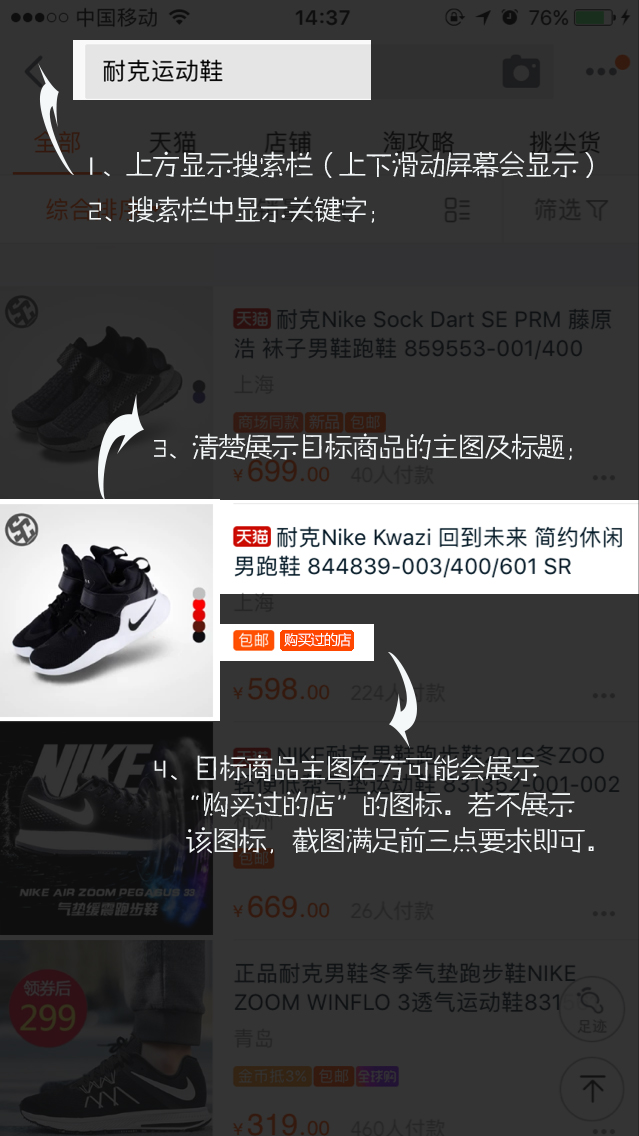 中国移动 14:37 76%
耐克运动鞋
全部 天猫 店铺 淘攻略 挑尖货
1、上方显示搜索栏（上下滑动屏幕会显示）
综合排序 筛选
2、搜索栏中显示关键字；
天猫 耐克Nike Sock Dart SE PRM 藤原
浩 袜子男鞋跑鞋 859553-001/400
上海
商场同款 新品 包邮
3、清楚展示目标商品的主图及标题；
¥699.00 40人付款
天猫 耐克Nike Kwazi 回到未来 简约休闲
男跑鞋 844839-003/400/601 SR
上海
包邮 购买过的店
¥598.00 224人付款
NIKE
天猫 NIKE耐克男鞋跑步鞋2016冬ZOO
831352-001-002
4、目标商品主图右方可能会展示
“购买过的店”的图标。若不展示
该图标，截图满足前三点要求即可。
包邮
NIKE AIR ZOOM PEGASUS 33
气垫缓震跑步鞋
¥669.00 26人付款
领券后
299
正品耐克男鞋冬季气垫跑步鞋NIKE
ZOOM WINFLO 3透气运动鞋831
青岛
金币抵3% 包邮 全球购
¥319.00 460人付款
足迹